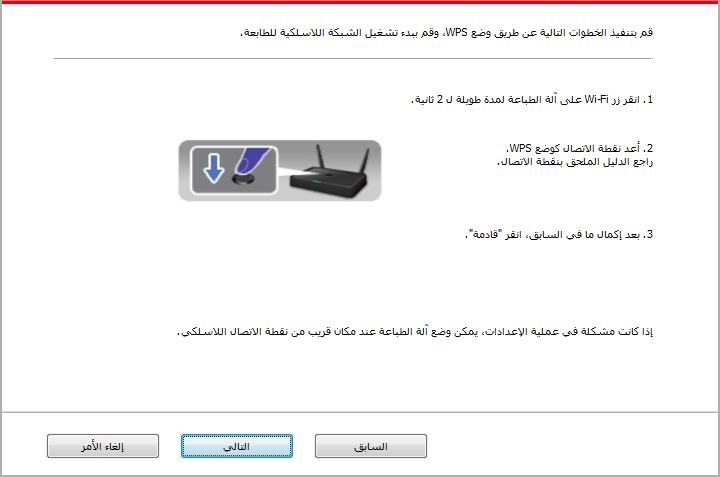 قم بتنفيذ الخطوات التالية عن طريق وضع WPS، وقم ببدء تشغيل الشبكة اللاسلكية للطابعة.
1. انقر زر Wi-Fi على آلة الطباعة لمدة طويلة ل 2 ثانية.
2. أعد نقطة الاتصال كوضع WPS.
راجع الدليل الملحق بنقطة الاتصال.
3. بعد إكمال ما في السابق، انقر "قادمة".
إذا كانت مشكلة في عملية الإعدادات، يمكن وضع آلة الطباعة عند مكان قريب من نقطة الاتصال اللاسلكي.
السابق
التالي
إلغاء الأمر